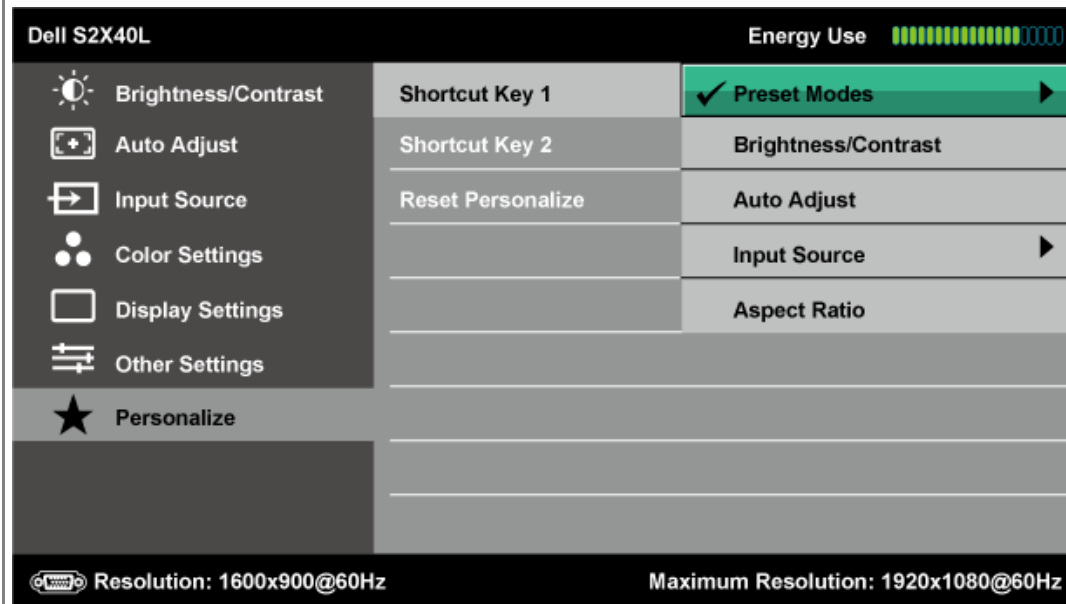 Dell S2X40L
Energy Use
Brightness/Contrast
Auto Adjust
Input Source
Color Settings
Display Settings
Other Settings
Personalize
Shortcut Key 1
Shortcut Key 2
Reset Personalize
Preset Modes
Brightness/Contrast
Auto Adjust
Input Source
Aspect Ratio
Resolution: 1600x900@60Hz
Maximum Resolution: 1920x1080@60Hz